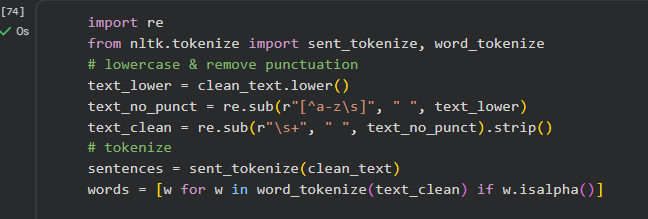 [74]
import re
✓ 0s
from nltk.tokenize import sent_tokenize, word_tokenize
# lowercase & remove punctuation
text_lower = clean_text.lower()
text_no_punct = re.sub(r"[^a-z\s]", " ", text_lower)
text_clean = re.sub(r"\s+", " ", text_no_punct).strip()
# tokenize
sentences = sent_tokenize(clean_text)
words = [w for w in word_tokenize(text_clean) if w.isalpha()]